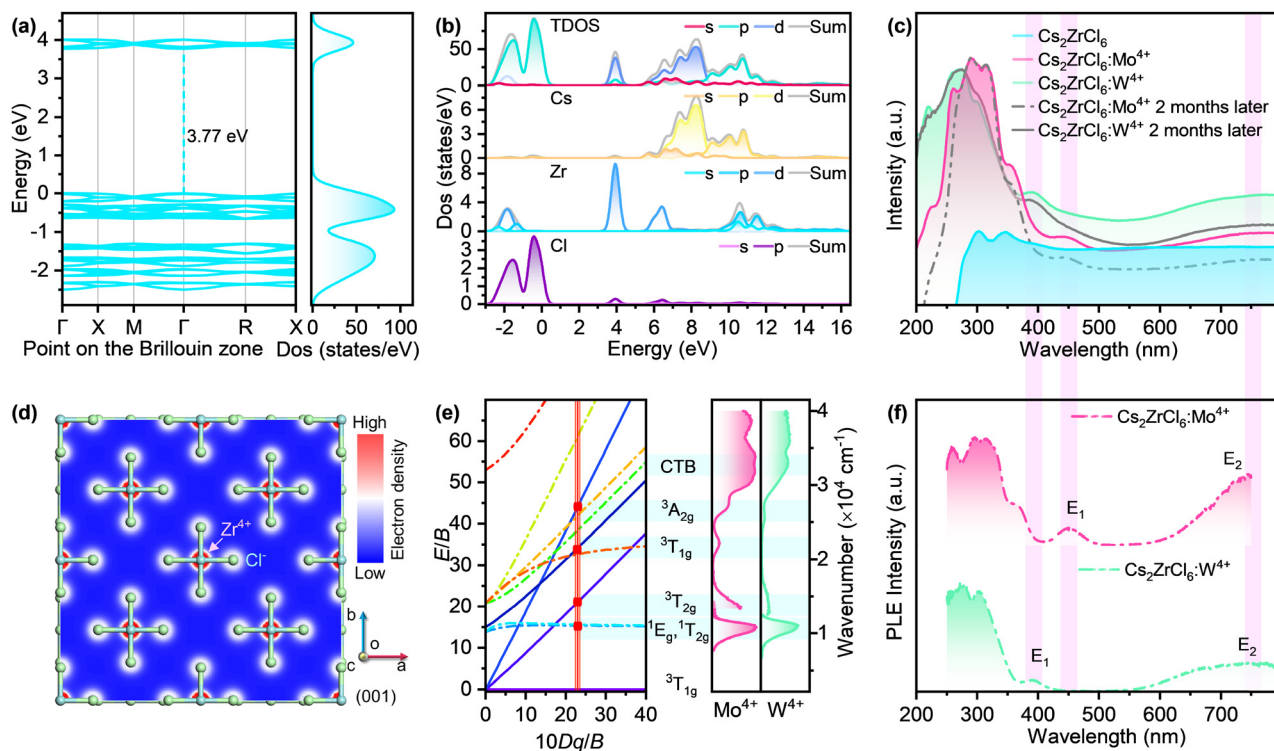 (a)
4
3
2
1
0
-1
-2
Energy (eV)
3.77 eV
Γ X M Γ R X
Point on the Brillouin zone
0 50 100
Dos (states/eV)
(b)
TDOS
s p d Sum
50
0
Cs
s p d Sum
6
3
0
Zr
s p d Sum
8
4
0
Cl
s p Sum
3
2
1
0
Dos (states/eV)
-2 0 2 4 6 8 10 12 14 16
Energy (eV)
(c)
Cs₂ZrCl₆
Cs₂ZrCl₆:Mo⁴⁺
Cs₂ZrCl₆:W⁴⁺
Cs₂ZrCl₆:Mo⁴⁺ 2 months later
Cs₂ZrCl₆:W⁴⁺ 2 months later
Intensity (a.u.)
200 300 400 500 600 700
Wavelength (nm)
(d)
High
Low
Electron density
Zr⁴⁺
Cl⁻
b
o
c
a
(001)
(e)
60
50
40
30
20
10
0
E/B
0 10 20 30 40
10Dq/B
CTB
³A₂g
³T₁g
³T₂g
¹Eg,¹T₂g
³T₁g
Mo⁴⁺ W⁴⁺
4
3
2
1
Wavenumber (×10⁴ cm⁻¹)
(f)
Cs₂ZrCl₆:Mo⁴⁺
E₂
E₁
Cs₂ZrCl₆:W⁴⁺
E₁
E₂
PLE Intensity (a.u.)
200 300 400 500 600 700
Wavelength (nm)